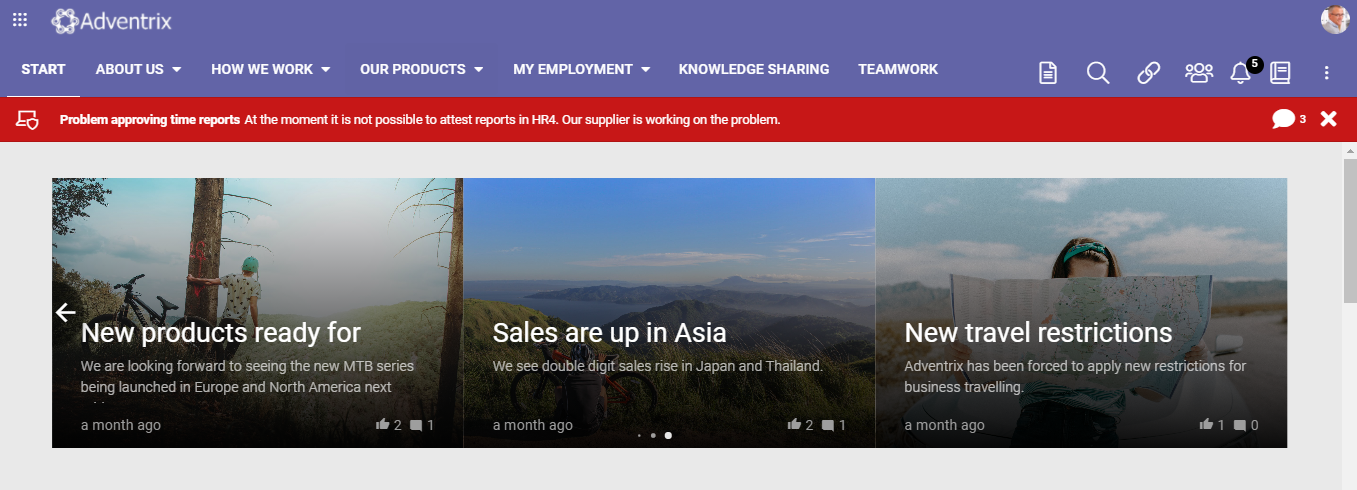 Adventrix
START ABOUT US HOW WE WORK OUR PRODUCTS MY EMPLOYMENT KNOWLEDGE SHARING TEAMWORK
5
Problem approving time reports At the moment it is not possible to attest reports in HR4. Our supplier is working on the problem.
3
New products ready for
We are looking forward to seeing the new MTB series
being launched in Europe and North America next
a month ago 2 1
Sales are up in Asia
We see double digit sales rise in Japan and Thailand.
a month ago 2 1
New travel restrictions
Adventrix has been forced to apply new restrictions for
business travelling.
a month ago 1 0